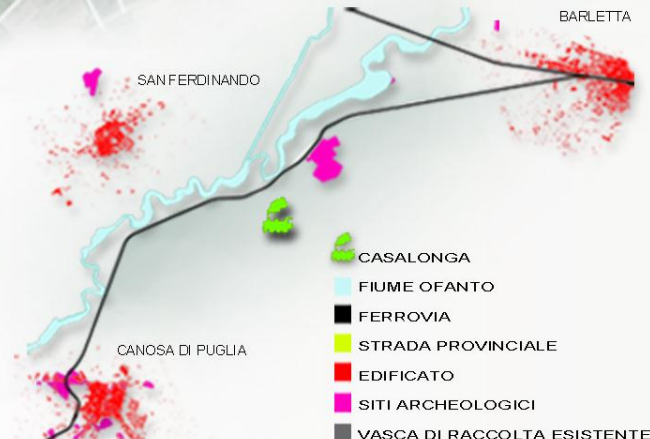 BARLETTA
SAN FERDINANDO
CASALONGA
FIUME OFANTO
FERROVIA
STRADA PROVINCIALE
CANOSA DI PUGLIA
EDIFICATO
SITI ARCHEOLOGICI
VASCA DI RACCOLTA ESISTENTE